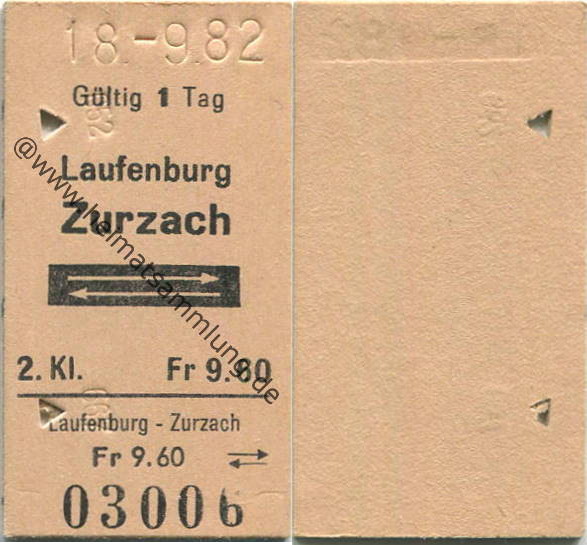 18.-9.82
Gültig 1 Tag
Laufenburg
Zurzach
2. Kl. Fr 9.60
Laufenburg - Zurzach
Fr 9.60
03006
@www.heimatsammlung.de